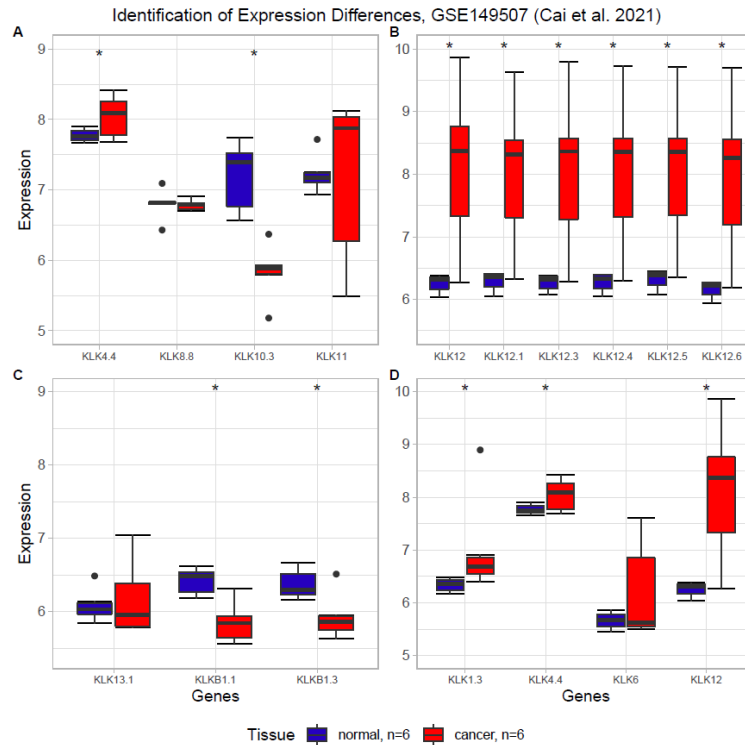 Identification of Expression Differences, GSE149507 (Cai et al. 2021)
A
*
*
9
8
7
6
5
Expression
KLK4.4 KLK8.8 KLK10.3 KLK11
B
* * * * * *
10
9
8
7
6
KLK12 KLK12.1 KLK12.3 KLK12.4 KLK12.5 KLK12.6
C
* *
9
8
7
6
Expression
KLK13.1 KLKB1.1 KLKB1.3
Genes
D
* * *
10
9
8
7
6
5
KLK1.3 KLK4.4 KLK6 KLK12
Genes
Tissue normal, n=6 cancer, n=6